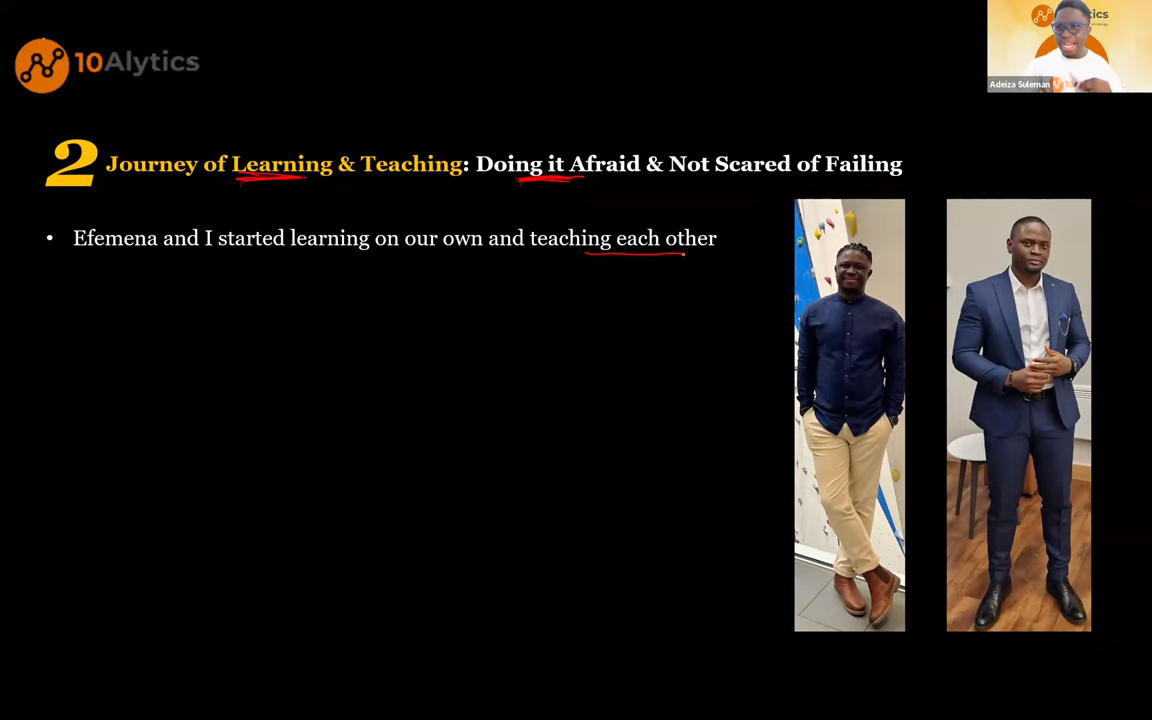 10Alytics
Adeiza Suleman
2 Journey of Learning & Teaching: Doing it Afraid & Not Scared of Failing
• Efemena and I started learning on our own and teaching each other